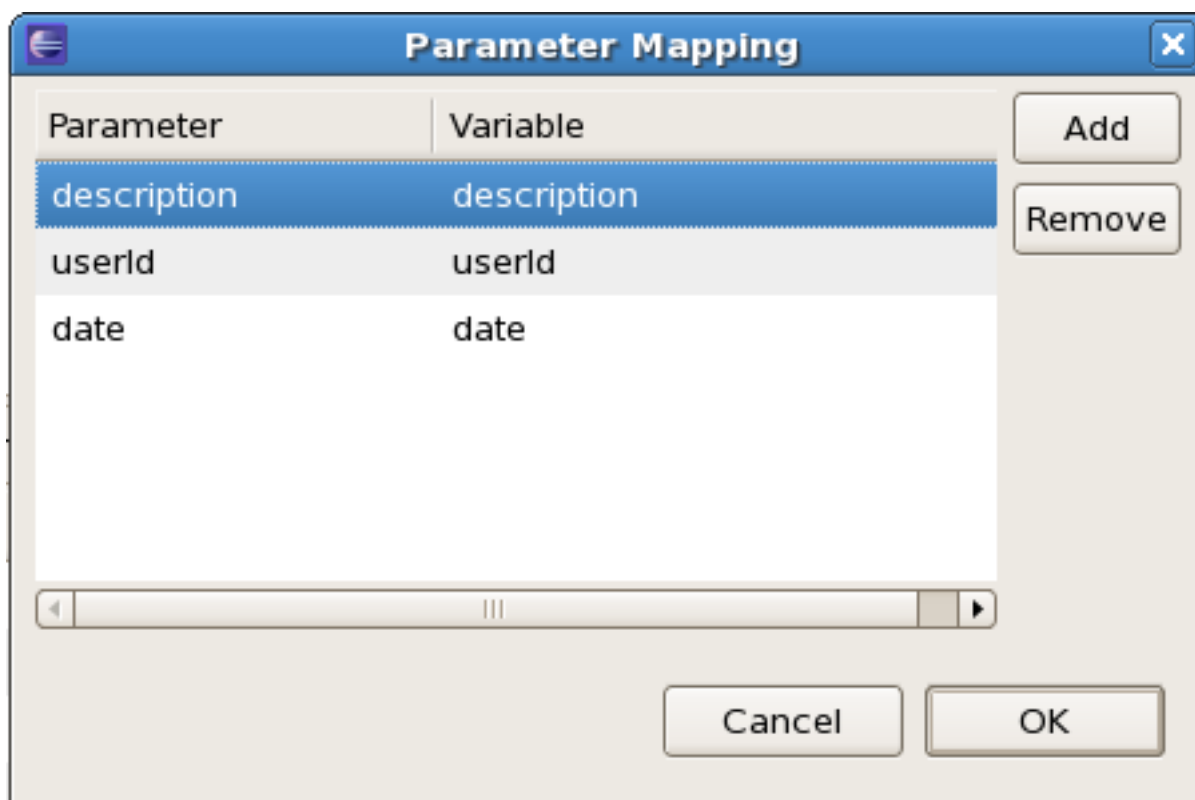 Parameter Mapping
Parameter Variable
Add
description description
Remove
userId userId
date date
Cancel OK